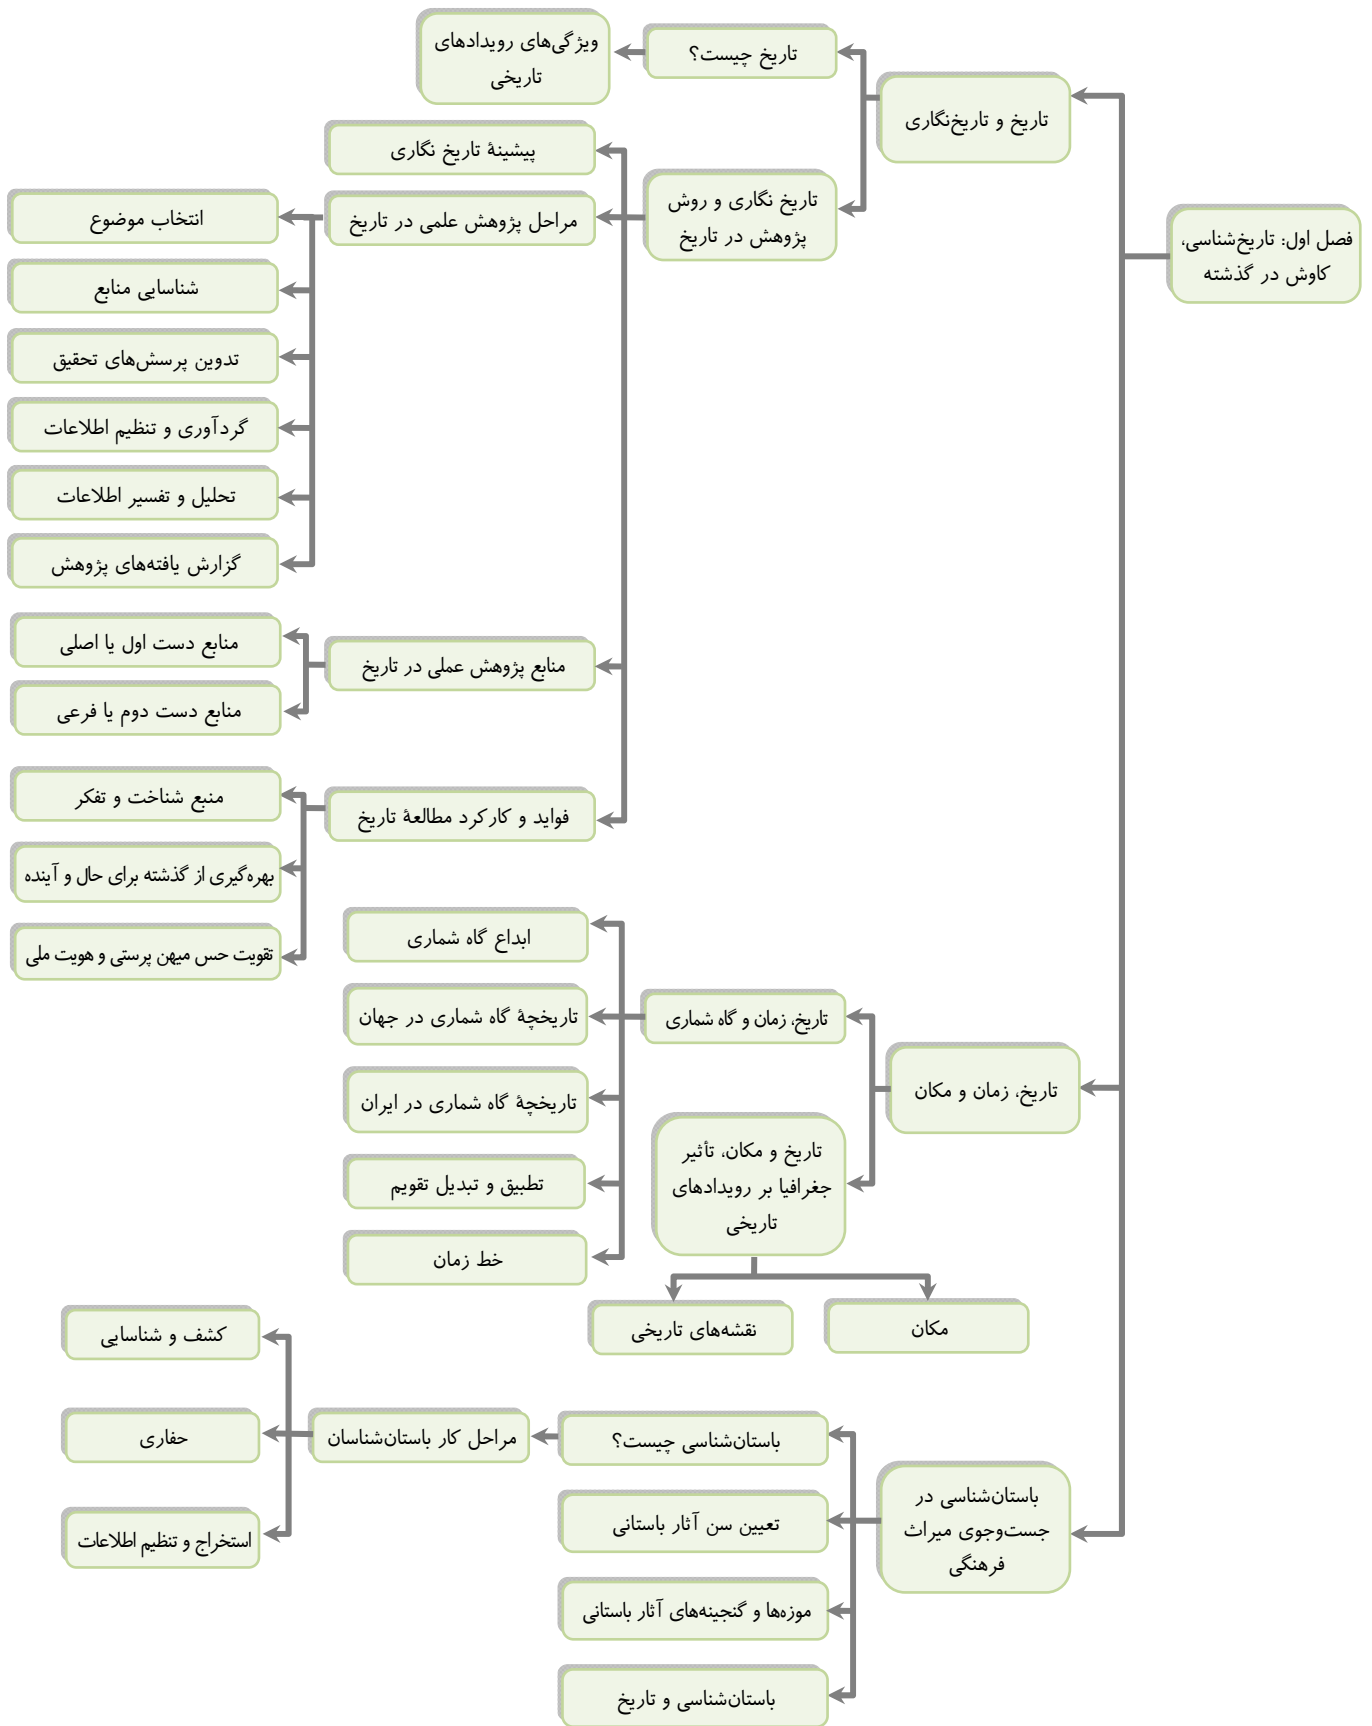 فصل اول: تاریخ‌شناسی،
کاوش در گذشته
تاریخ و تاریخ‌نگاری
تاریخ چیست؟
ویژگی‌های رویدادهای
تاریخی
تاریخ نگاری و روش
پژوهش در تاریخ
پیشینۀ تاریخ نگاری
مراحل پژوهش علمی در تاریخ
انتخاب موضوع
شناسایی منابع
تدوین پرسش‌های تحقیق
گردآوری و تنظیم اطلاعات
تحلیل و تفسیر اطلاعات
گزارش یافته‌های پژوهش
منابع پژوهش عملی در تاریخ
منابع دست اول یا اصلی
منابع دست دوم یا فرعی
فواید و کارکرد مطالعۀ تاریخ
منبع شناخت و تفکر
بهره‌گیری از گذشته برای حال و آینده
تقویت حس میهن پرستی و هویت ملی
تاریخ، زمان و مکان
تاریخ، زمان و گاه شماری
ابداع گاه شماری
تاریخچۀ گاه شماری در جهان
تاریخچۀ گاه شماری در ایران
تطبیق و تبدیل تقویم
خط زمان
تاریخ و مکان، تأثیر
جغرافیا بر رویدادهای
تاریخی
مکان
نقشه‌های تاریخی
باستان‌شناسی در
جست‌وجوی میراث
فرهنگی
باستان‌شناسی چیست؟
مراحل کار باستان‌شناسان
کشف و شناسایی
حفاری
استخراج و تنظیم اطلاعات
تعیین سن آثار باستانی
موزه‌ها و گنجینه‌های آثار باستانی
باستان‌شناسی و تاریخ